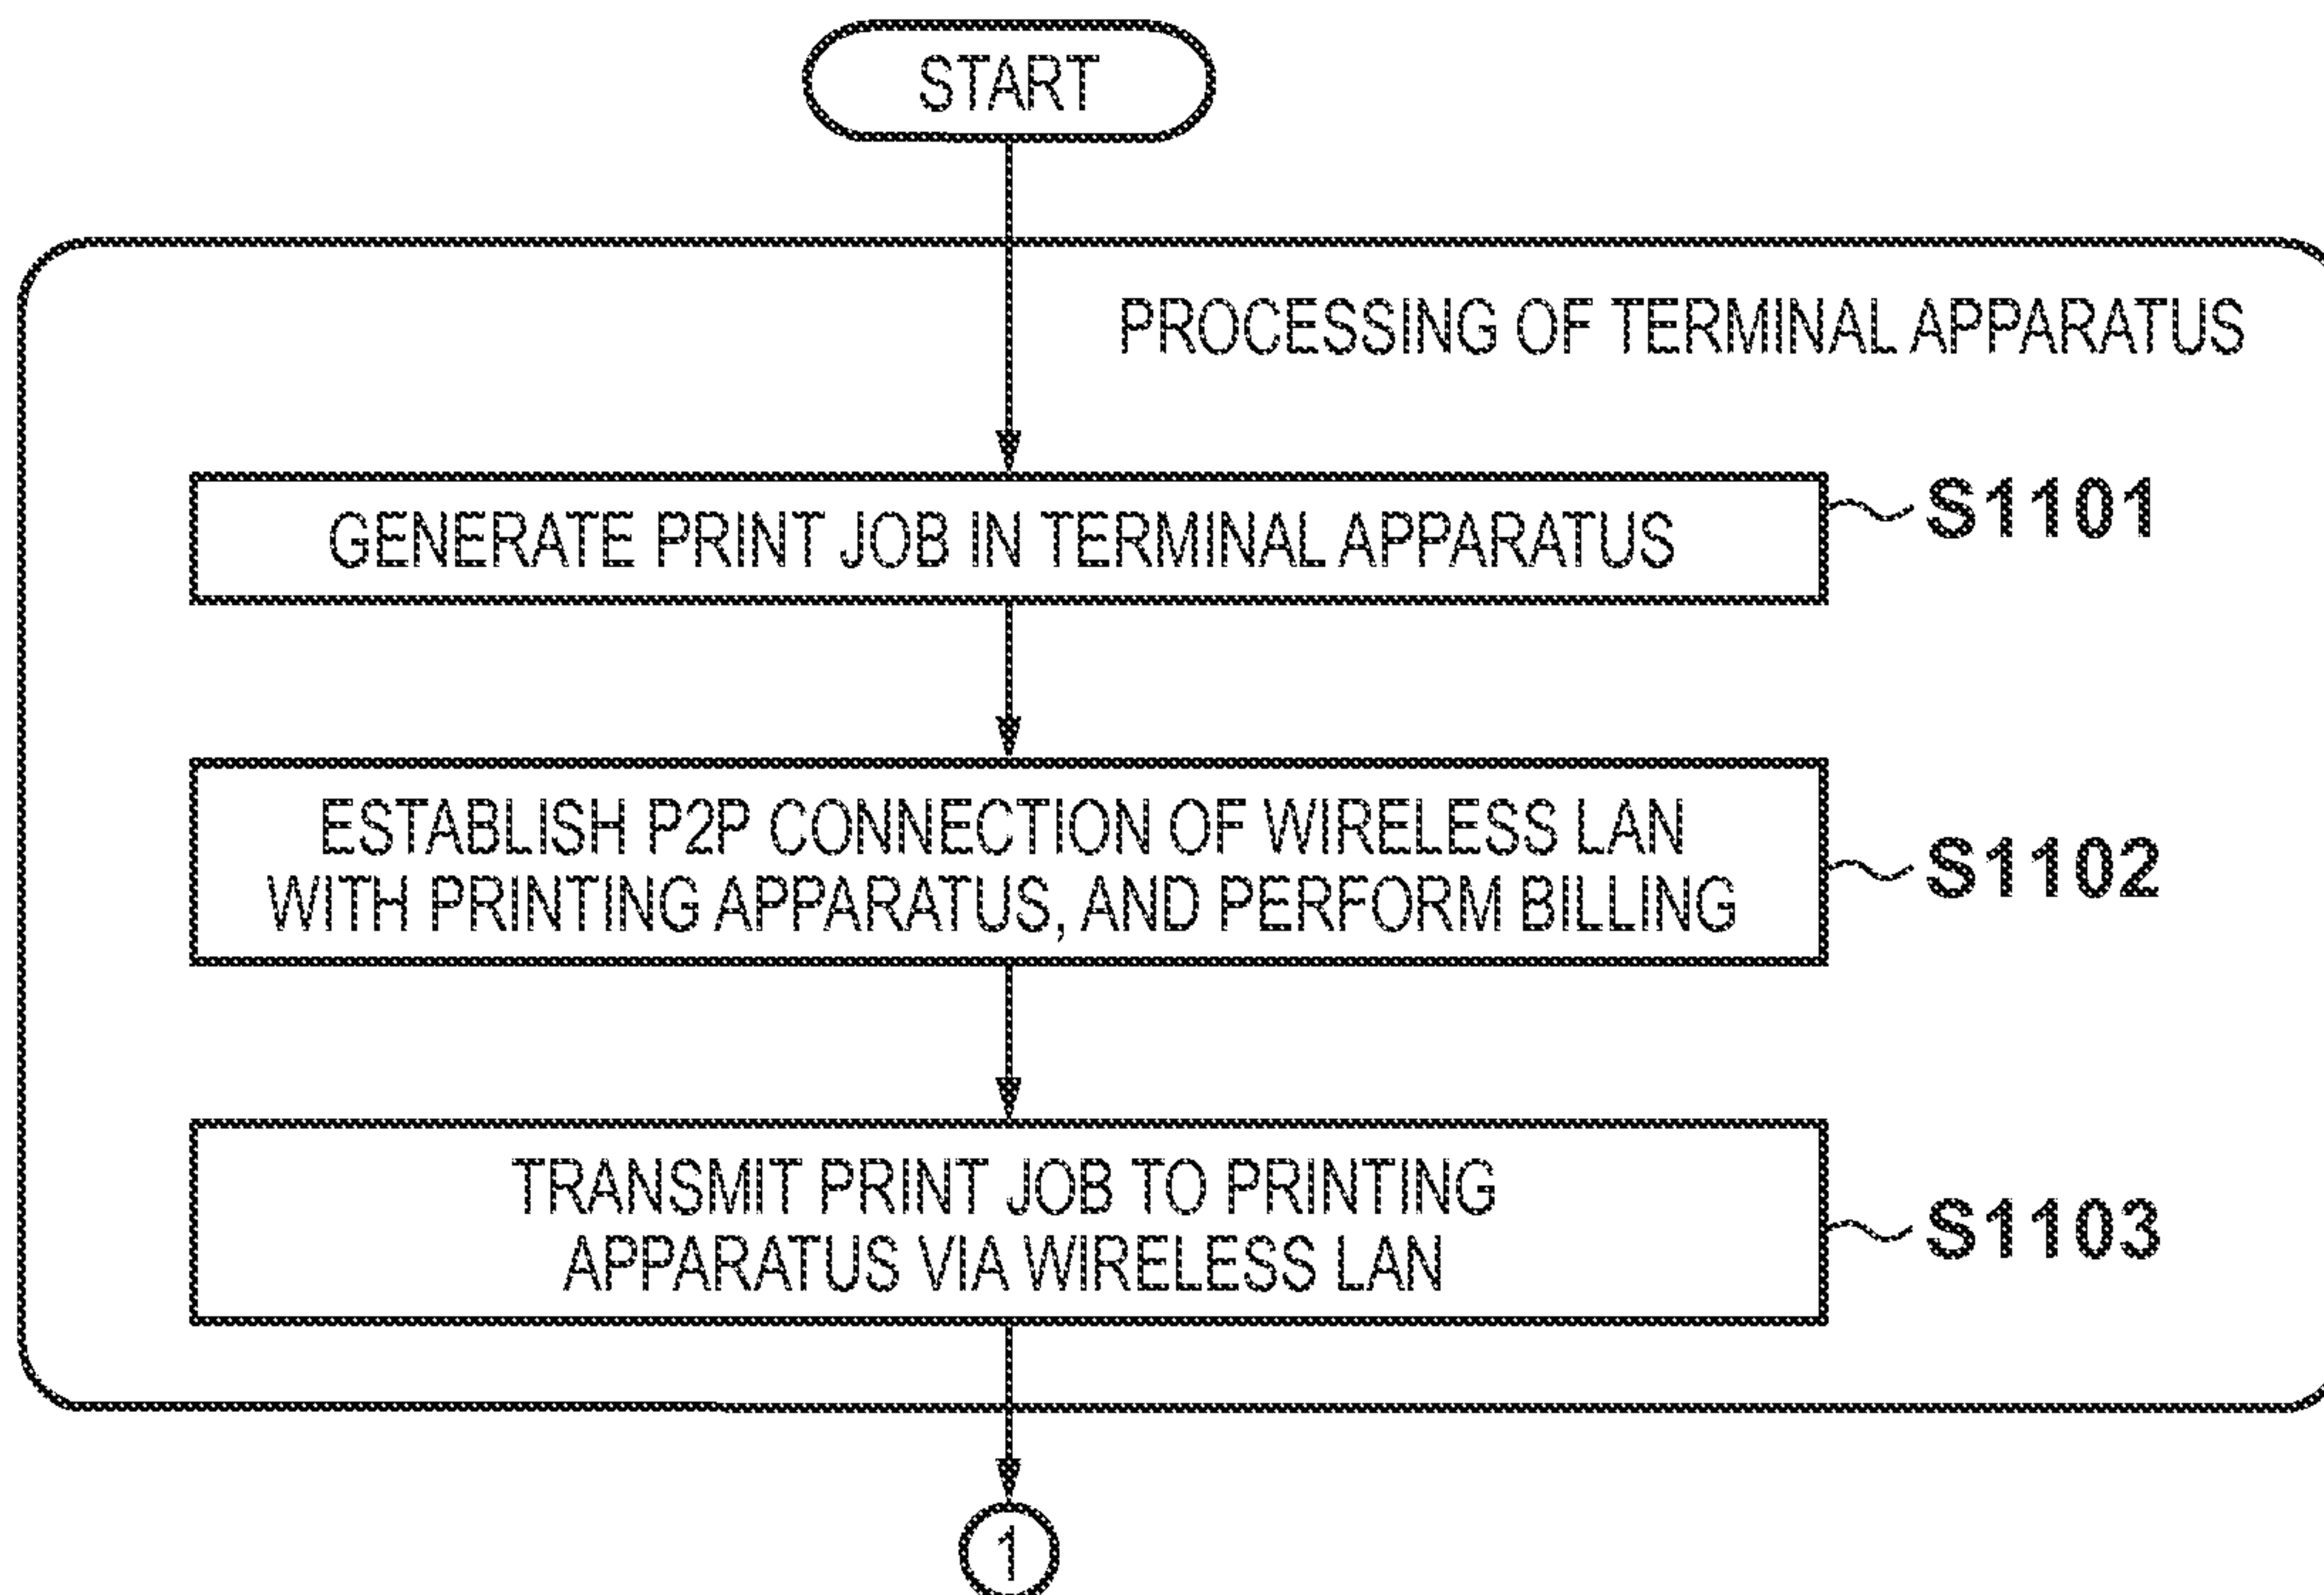 START
PROCESSING OF TERMINAL APPARATUS
GENERATE PRINT JOB IN TERMINAL APPARATUS
S1101
ESTABLISH P2P CONNECTION OF WIRELESS LAN
WITH PRINTING APPARATUS, AND PERFORM BILLING
S1102
TRANSMIT PRINT JOB TO PRINTING
APPARATUS VIA WIRELESS LAN
S1103
1